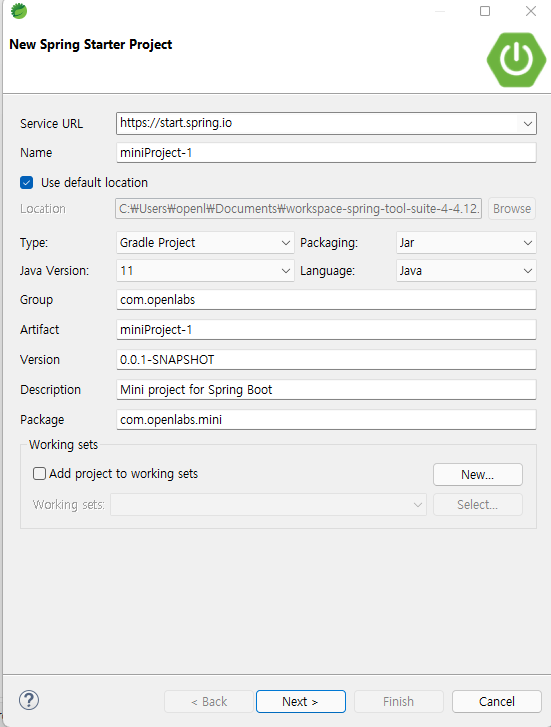 New Spring Starter Project
Service URL https://start.spring.io
Name miniProject-1
Use default location
Location C:₩Users₩openl₩Documents₩workspace-spring-tool-suite-4-4.12. Browse
Type: Gradle Project Packaging: Jar
Java Version: 11 Language: Java
Group com.openlabs
Artifact miniProject-1
Version 0.0.1-SNAPSHOT
Description Mini project for Spring Boot
Package com.openlabs.mini
Working sets
Add project to working sets New...
Working sets: Select...
? < Back Next > Finish Cancel